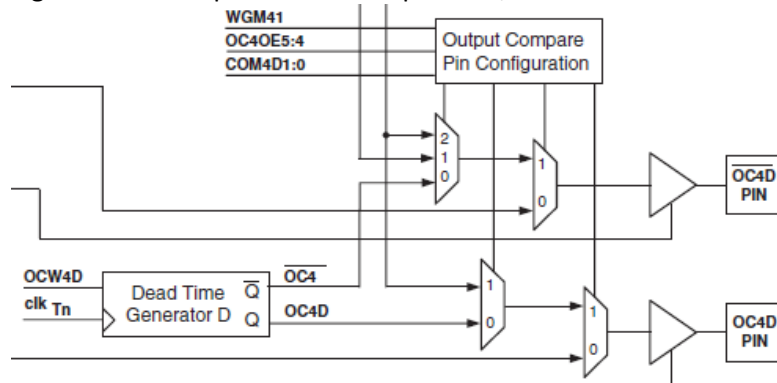 WGM41
OC4OE5:4
COM4D1:0
Output Compare
Pin Configuration
2
1
0
1
0
OC4D
PIN
OCW4D
clk Tn
Dead Time
Generator D
Q
Q
OC4
OC4D
1
0
1
0
OC4D
PIN